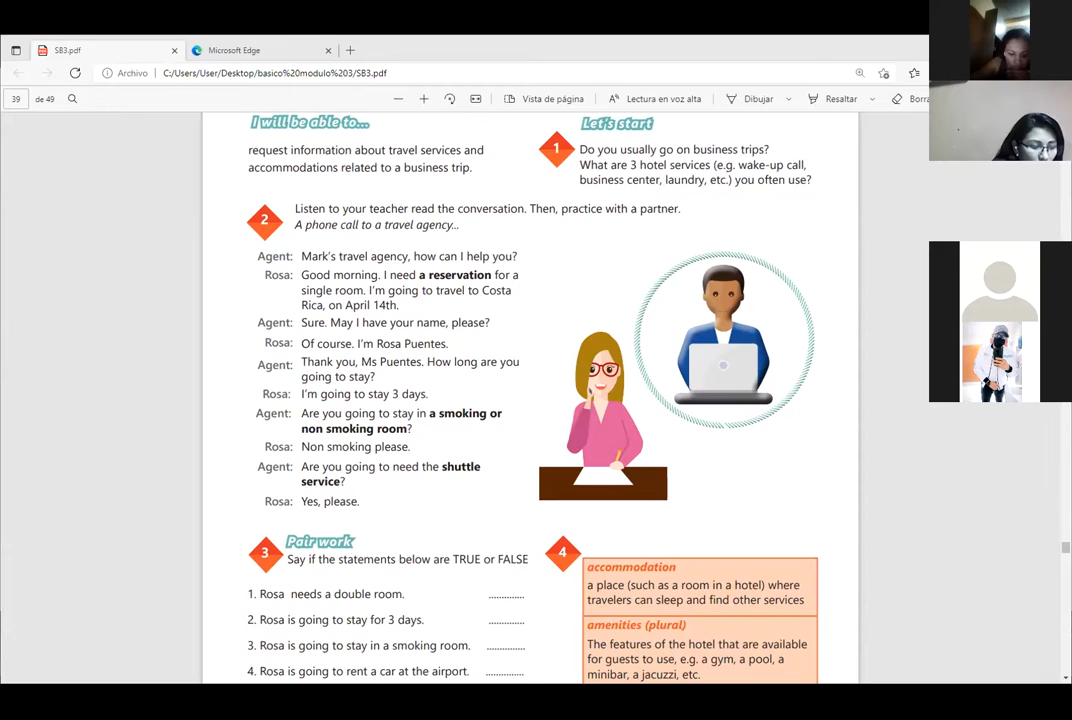 SB3.pdf
Microsoft Edge
Archivo
C:/Users/User/Desktop/basico%20modulo%203/SB3.pdf
39
de 49
Vista de página
Lectura en voz alta
Dibujar
Resaltar
Borra
I will be able to...
request information about travel services and
accommodations related to a business trip.
Let's start
1
Do you usually go on business trips?
What are 3 hotel services (e.g. wake-up call,
business center, laundry, etc.) you often use?
2
Listen to your teacher read the conversation. Then, practice with a partner.
A phone call to a travel agency...
Agent: Mark's travel agency, how can I help you?
Rosa: Good morning. I need a reservation for a
single room. I'm going to travel to Costa
Rica, on April 14th.
Agent: Sure. May I have your name, please?
Rosa: Of course. I'm Rosa Puentes.
Agent: Thank you, Ms Puentes. How long are you
going to stay?
Rosa: I'm going to stay 3 days.
Agent: Are you going to stay in a smoking or
non smoking room?
Rosa: Non smoking please.
Agent: Are you going to need the shuttle
service?
Rosa: Yes, please.
3
Pair work
Say if the statements below are TRUE or FALSE
1. Rosa needs a double room. ..............
2. Rosa is going to stay for 3 days. ..............
3. Rosa is going to stay in a smoking room. ...............
4. Rosa is going to rent a car at the airport. ...............
4
accommodation
a place (such as a room in a hotel) where
travelers can sleep and find other services
amenities (plural)
The features of the hotel that are available
for guests to use, e.g. a gym, a pool, a
minibar, a jacuzzi, etc.